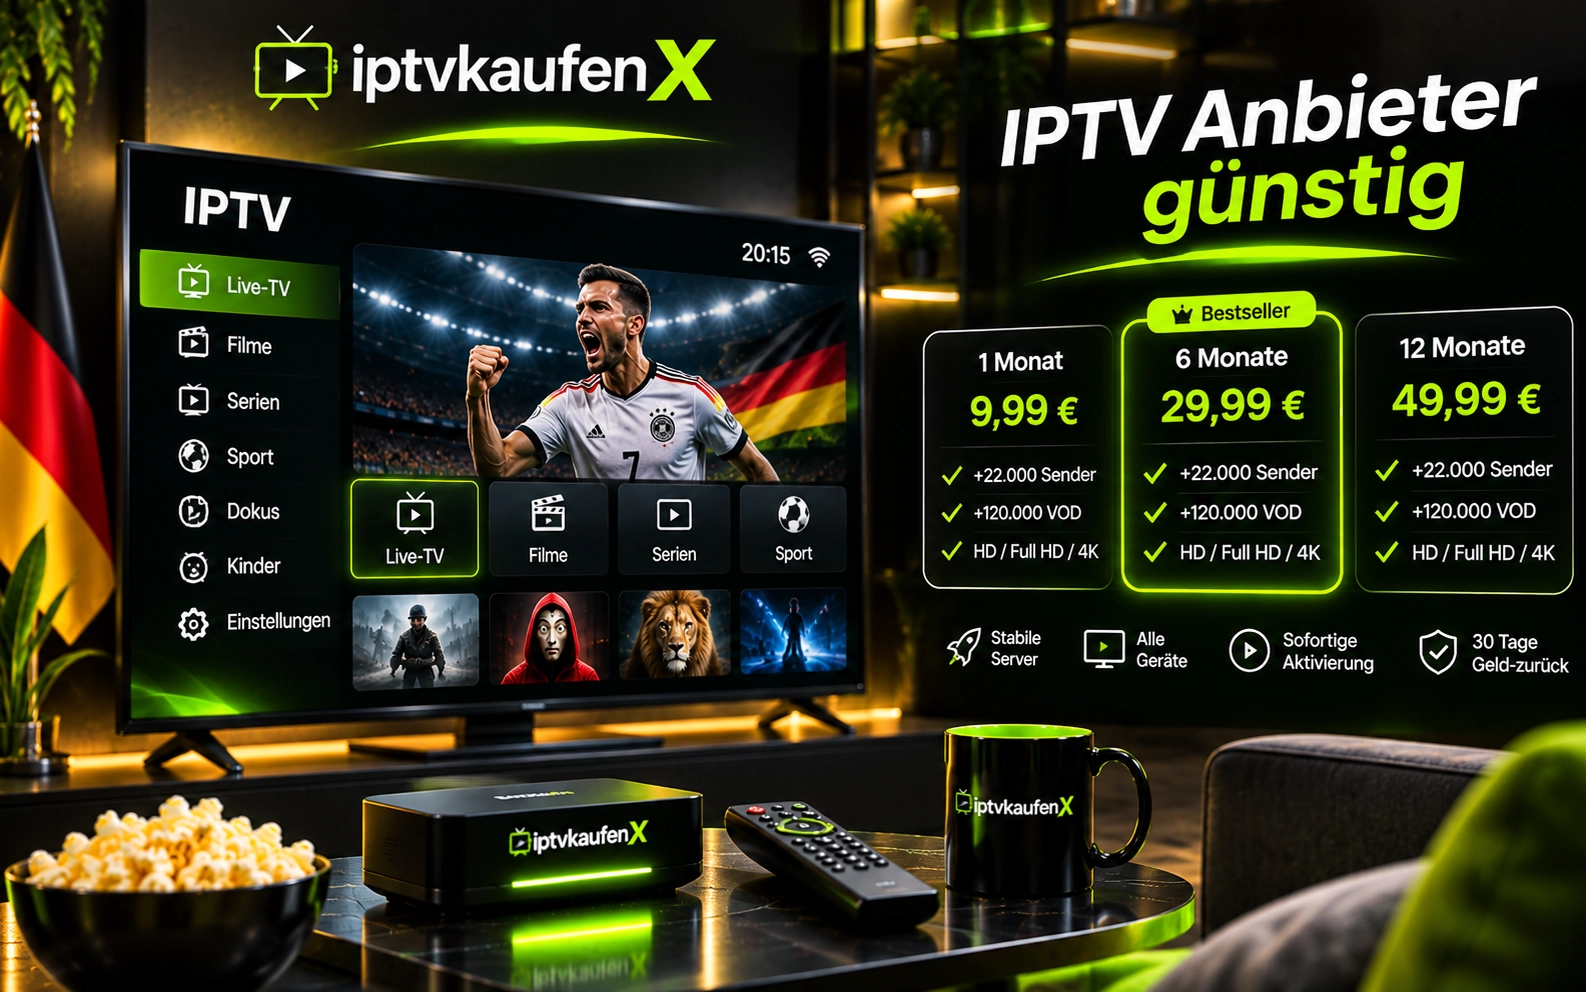 iptvkaufenX
IPTV Anbieter
günstig
IPTV
20:15
Live-TV
Filme
Serien
Sport
Dokus
Kinder
Einstellungen
7
Live-TV
Filme
Serien
Sport
Bestseller
1 Monat
9,99 €
+22.000 Sender
+120.000 VOD
HD / Full HD / 4K
6 Monate
29,99 €
+22.000 Sender
+120.000 VOD
HD / Full HD / 4K
12 Monate
49,99 €
+22.000 Sender
+120.000 VOD
HD / Full HD / 4K
Stabile
Server
Alle
Geräte
Sofortige
Aktivierung
30 Tage
Geld-zurück
iptvkaufenX
iptvkaufenX